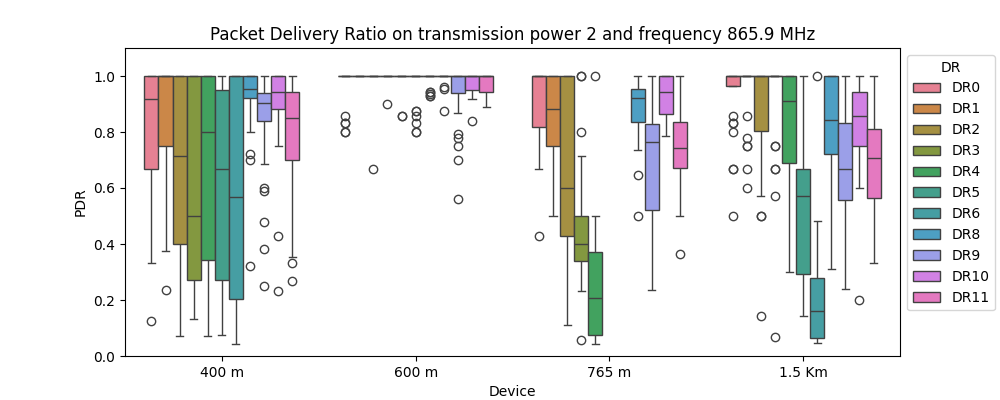 Packet Delivery Ratio on transmission power 2 and frequency 865.9 MHz
PDR
1.0
0.8
0.6
0.4
0.2
0.0
400 m
600 m
765 m
1.5 Km
Device
DR
DR0
DR1
DR2
DR3
DR4
DR5
DR6
DR8
DR9
DR10
DR11